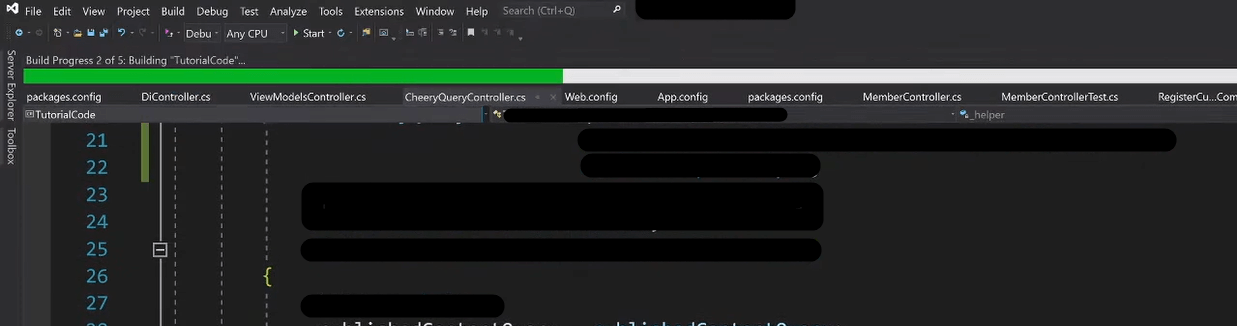 File Edit View Project Build Debug Test Analyze Tools Extensions Window Help Search (Ctrl+Q)
Debu Any CPU Start
Build Progress 2 of 5: Building "TutorialCode"...
Server Explorer
Toolbox
packages.config DiController.cs ViewModelsController.cs CheeryQueryController.cs Web.config App.config packages.config MemberController.cs MemberControllerTest.cs RegisterCu...Com
TutorialCode _helper
21
22
23
24
25
26 {
27